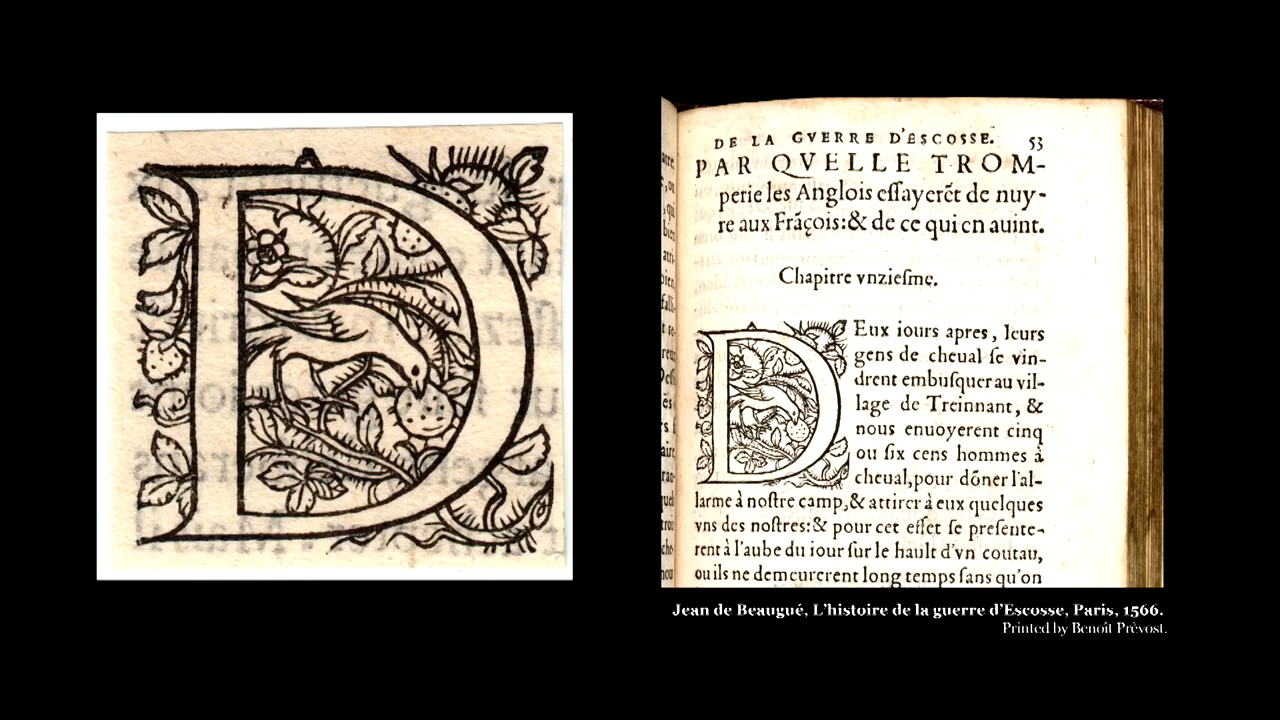 DE LA GVERRE D'ESCOSSE. 53
PAR QVELLE TROM-
perie les Anglois eſſayerẽt de nuy-
re aux Frãçois:& de ce qui en auint.
Chapitre vnzieſme.
DEux iours apres, leurs
gens de cheual ſe vin-
drent embuſquer au vil-
lage de Treinnant, &
nous enuoyerent cinq
ou ſix cens hommes à
cheual,pour dõner l'al-
larme à noſtre camp,& attirer à eux quelques
vns des noſtres:& pour cet effet ſe preſente-
rent à l'aube du iour ſur le hault d'vn coutau,
ou ils ne demeurerent long temps ſans qu'on
Jean de Beaugué, L'histoire de la guerre d'Escosse, Paris, 1566.
Printed by Benoît Prévost.